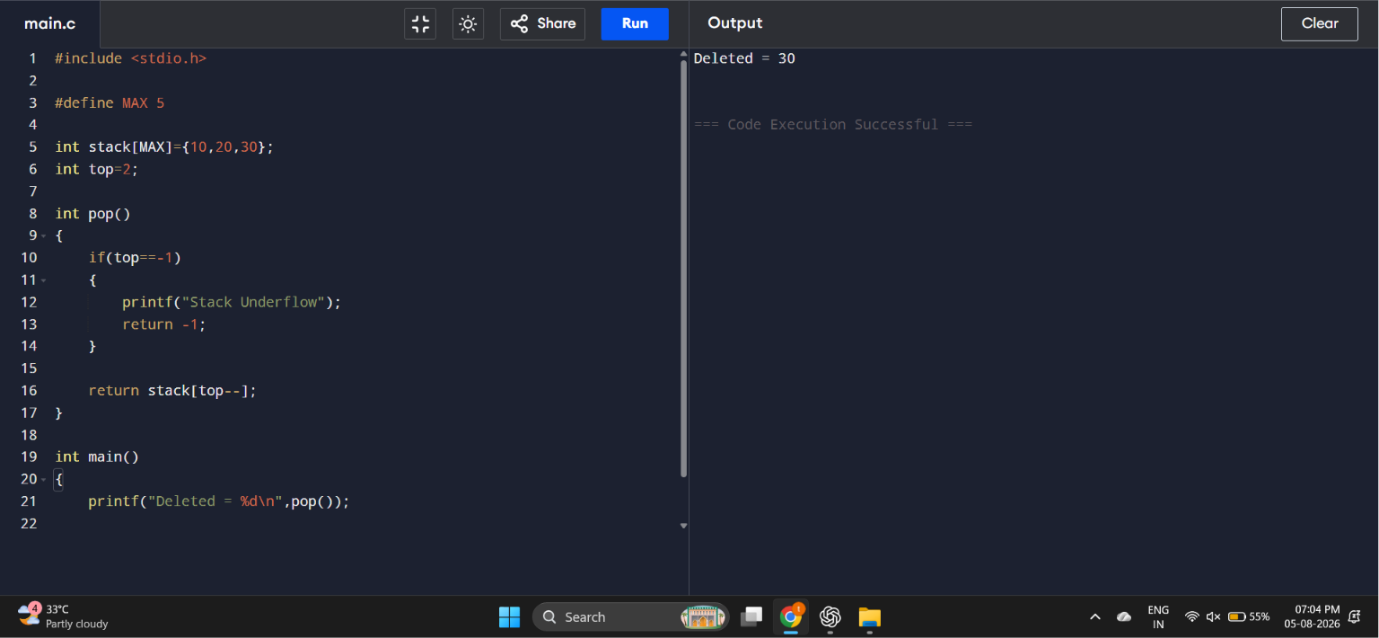 main.c
Share
Run
Output
Clear
1 #include <stdio.h>
2
3 #define MAX 5
4
5 int stack[MAX]={10,20,30};
6 int top=2;
7
8 int pop()
9 {
10     if(top==-1)
11     {
12         printf("Stack Underflow");
13         return -1;
14     }
15
16     return stack[top--];
17 }
18
19 int main()
20 {
21     printf("Deleted = %d\n",pop());
22
Deleted = 30
=== Code Execution Successful ===
4
33°C
Partly cloudy
Search
1
ENG
IN
55%
07:04 PM
05-08-2026